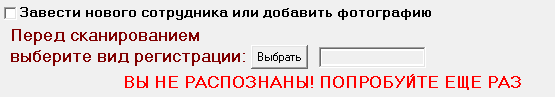 Завести нового сотрудника или добавить фотографию
Перед сканированием
выберите вид регистрации: Выбрать
ВЫ НЕ РАСПОЗНАНЫ! ПОПРОБУЙТЕ ЕЩЕ РАЗ